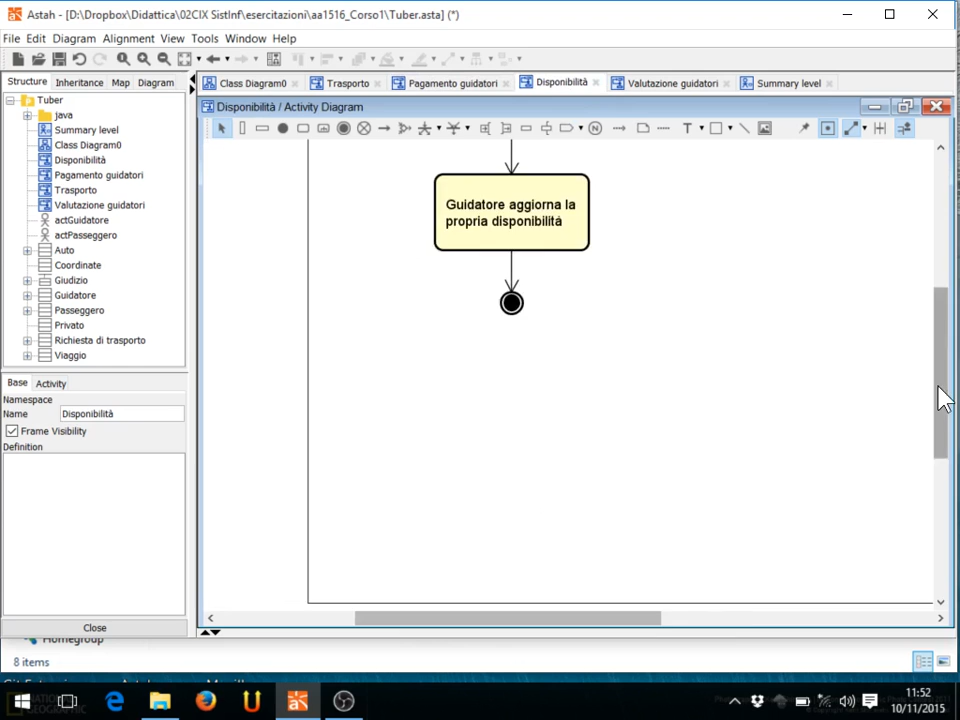 Astah - [D:\Dropbox\Didattica\02CIX SistInf\esercitazioni\aa1516_Corso1\Tuber.asta] (*)
File Edit Diagram Alignment View Tools Window Help
Structure Inheritance Map Diagram
Class Diagram0 Trasporto Pagamento guidatori Disponibilità Valutazione guidatori Summary level
Disponibilità / Activity Diagram
Tuber
java
Summary level
Class Diagram0
Disponibilità
Pagamento guidatori
Trasporto
Valutazione guidatori
actGuidatore
actPasseggero
Auto
Coordinate
Giudizio
Guidatore
Passeggero
Privato
Richiesta di trasporto
Viaggio
N
T
Guidatore aggiorna la
propria disponibilità
Base Activity
Namespace
Name Disponibilità
Frame Visibility
Definition
Close
Homegroup
8 items
11:52
10/11/2015